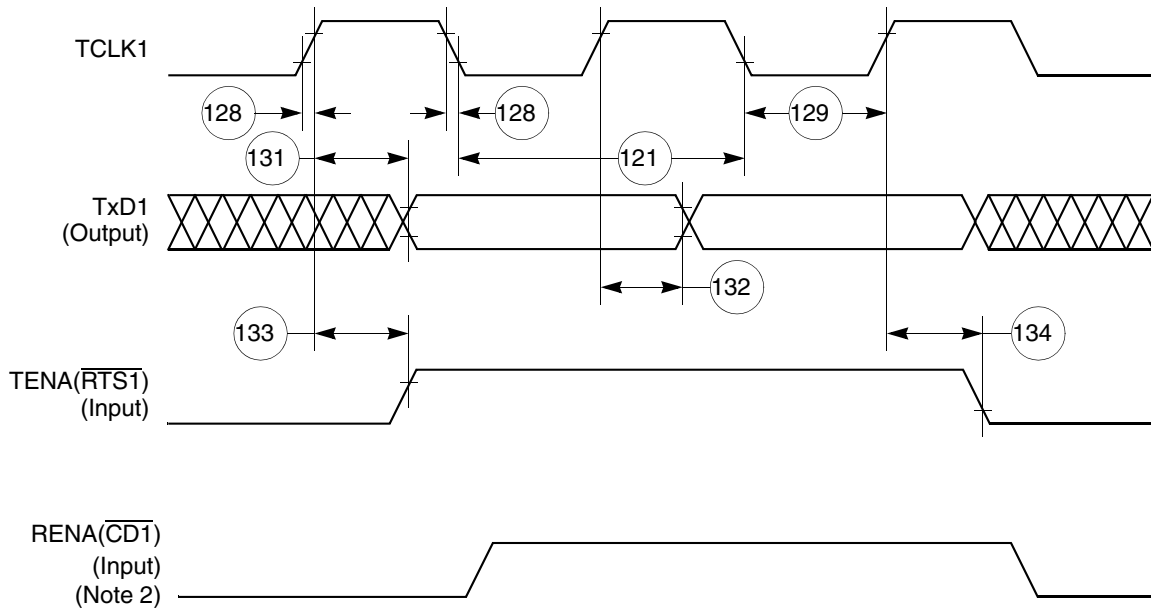 TCLK1
128
128
129
131
121
TxD1
(Output)
132
133
134
TENA(RTS1)
(Input)
RENA(CD1)
(Input)
(Note 2)